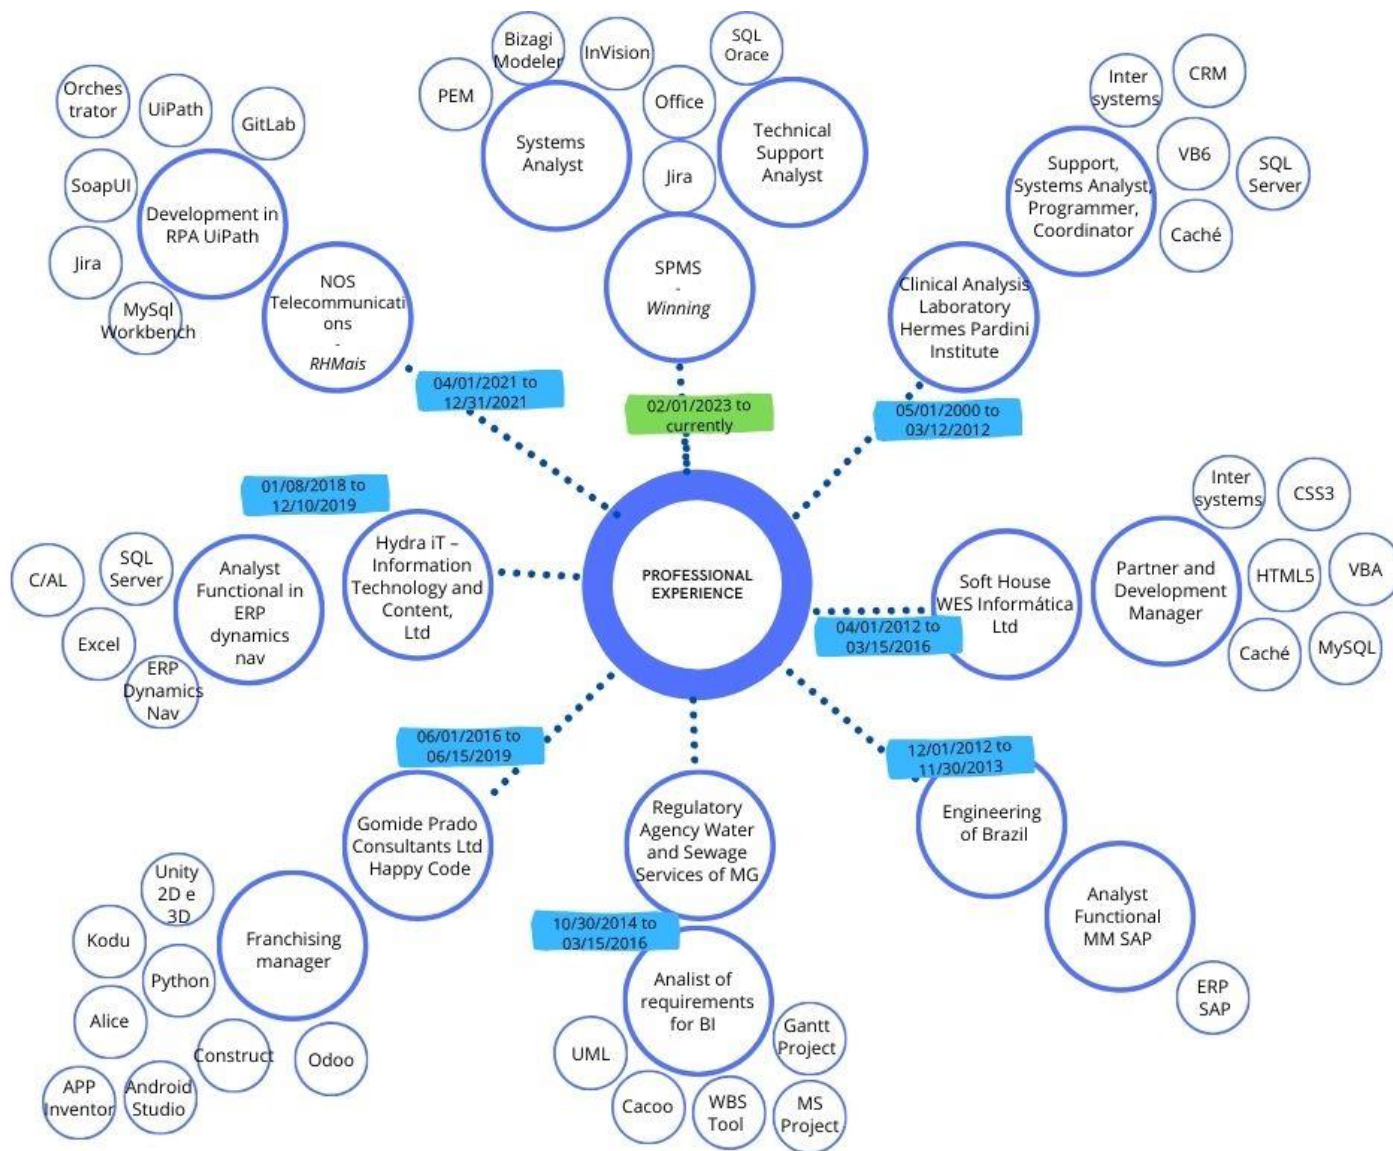 PROFESSIONAL
EXPERIENCE
02/01/2023 to
currently
SPMS
-
Winning
Systems
Analyst
PEM
Bizagi
Modeler
InVision
Office
Jira
Technical
Support
Analyst
SQL
Orace
05/01/2000 to
03/12/2012
Clinical Analysis
Laboratory
Hermes Pardini
Institute
Support,
Systems Analyst,
Programmer,
Coordinator
Inter
systems
CRM
VB6
SQL
Server
Caché
04/01/2012 to
03/15/2016
Soft House
WES Informática
Ltd
Partner and
Development
Manager
Inter
systems
CSS3
HTML5
VBA
Caché
MySQL
12/01/2012 to
11/30/2013
Engineering
of Brazil
Analyst
Functional
MM SAP
ERP
SAP
Regulatory
Agency Water
and Sewage
Services of MG
10/30/2014 to
03/15/2016
Analist of
requirements
for BI
UML
Cacoo
WBS
Tool
MS
Project
Gantt
Project
06/01/2016 to
06/15/2019
Gomide Prado
Consultants Ltd
Happy Code
Franchising
manager
Unity
2D e
3D
Kodu
Python
Alice
APP
Inventor
Android
Studio
Construct
Odoo
01/08/2018 to
12/10/2019
Hydra iT –
Information
Technology and
Content,
Ltd
Analyst
Functional in
ERP
dynamics
nav
SQL
Server
C/AL
Excel
ERP
Dynamics
Nav
04/01/2021 to
12/31/2021
NOS
Telecommunicati
ons
-
RHMais
Development in
RPA UiPath
Orches
trator
UiPath
GitLab
SoapUI
Jira
MySql
Workbench